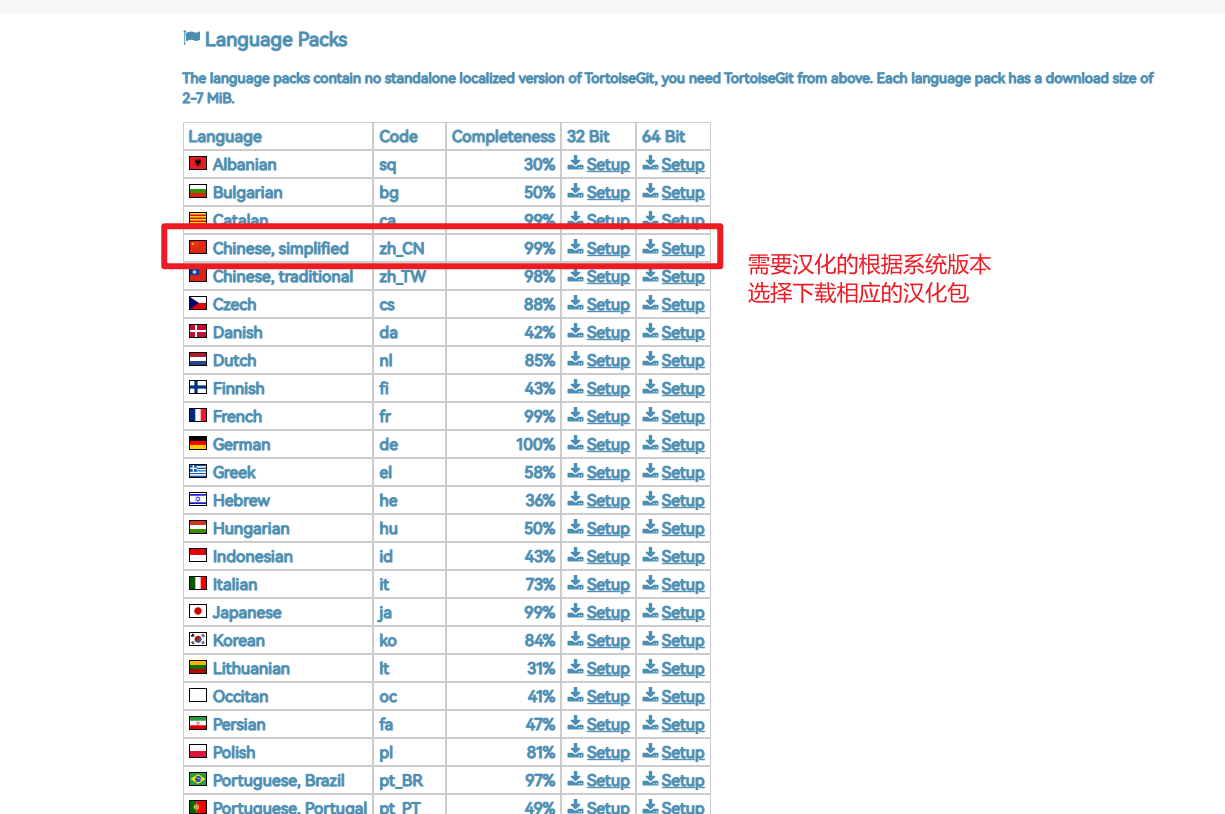 Language Packs
The language packs contain no standalone localized version of TortoiseGit, you need TortoiseGit from above. Each language pack has a download size of
2-7 MiB.
Language Code Completeness 32 Bit 64 Bit
Albanian sq 30% Setup Setup
Bulgarian bg 50% Setup Setup
Catalan ca 99% Setup Setup
Chinese, simplified zh_CN 99% Setup Setup
需要汉化的根据系统版本
选择下载相应的汉化包
Chinese, traditional zh_TW 98% Setup Setup
Czech cs 88% Setup Setup
Danish da 42% Setup Setup
Dutch nl 85% Setup Setup
Finnish fi 43% Setup Setup
French fr 99% Setup Setup
German de 100% Setup Setup
Greek el 58% Setup Setup
Hebrew he 36% Setup Setup
Hungarian hu 50% Setup Setup
Indonesian id 43% Setup Setup
Italian it 73% Setup Setup
Japanese ja 99% Setup Setup
Korean ko 84% Setup Setup
Lithuanian lt 31% Setup Setup
Occitan oc 41% Setup Setup
Persian fa 47% Setup Setup
Polish pl 81% Setup Setup
Portuguese, Brazil pt_BR 97% Setup Setup
Portuguese, Portugal pt_PT 49% Setup Setup